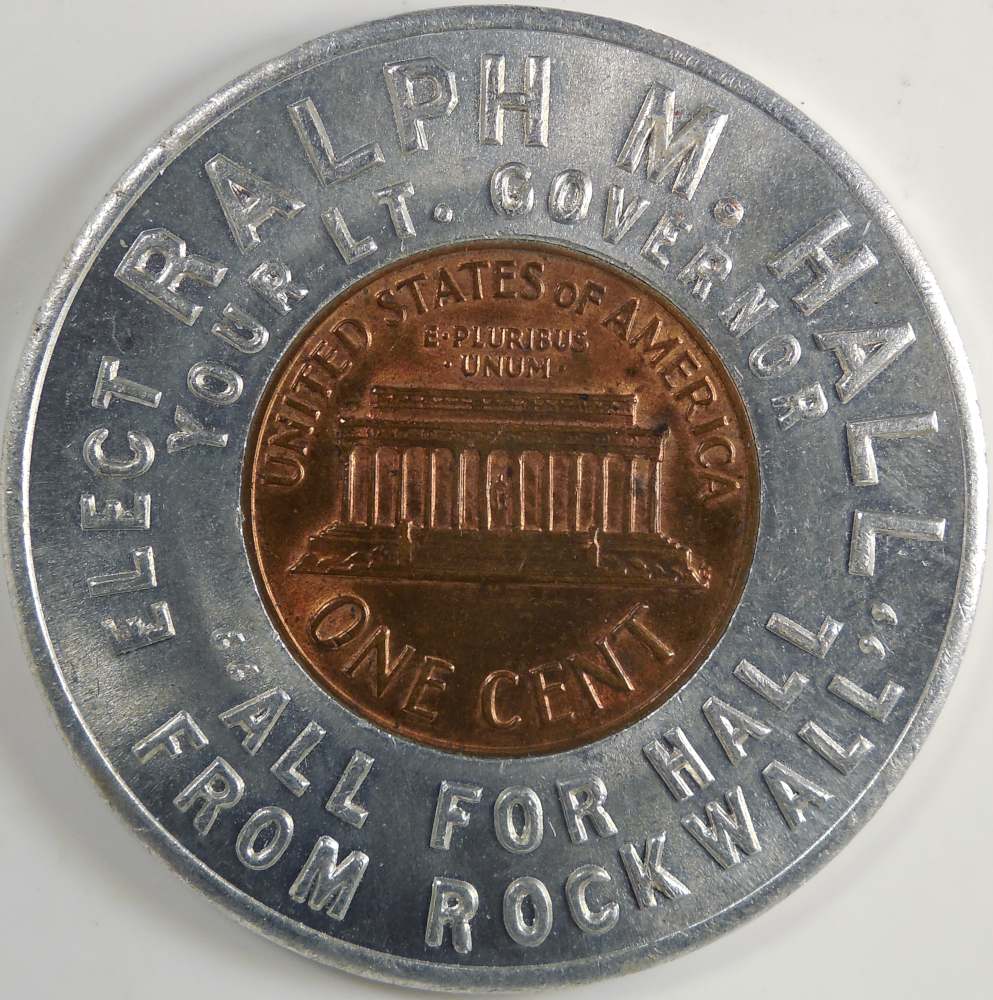 ELECT RALPH M. HALL
YOUR LT. GOVERNOR
UNITED STATES OF AMERICA
E·PLURIBUS
·UNUM·
ONE CENT
“ALL FOR HALL
FROM ROCKWALL”